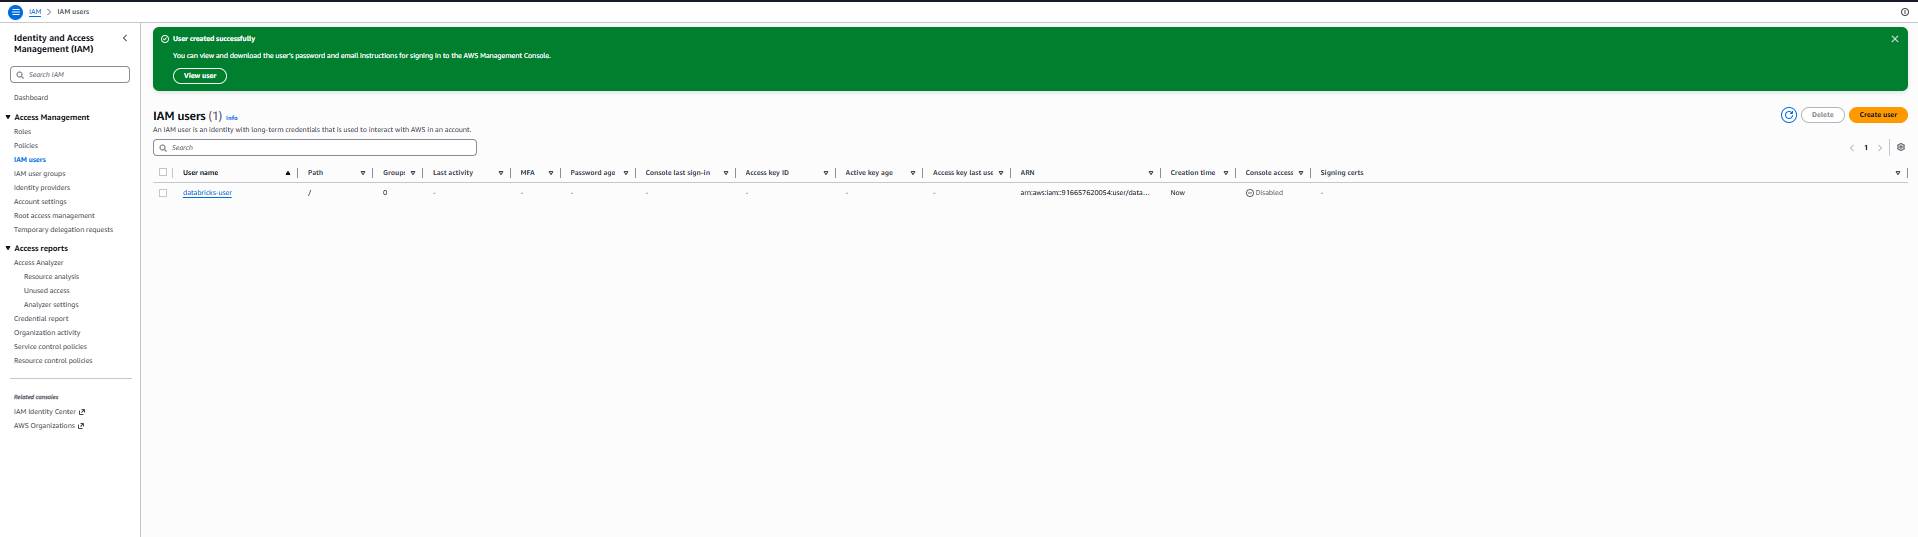 IAM > IAM users
Identity and Access Management (IAM)
Search IAM
Dashboard
Access Management
Roles
Policies
IAM users
IAM user groups
Identity providers
Account settings
Root access management
Temporary delegation requests
Access reports
Access Analyzer
Resource analysis
Unused access
Analyzer settings
Credential report
Organization activity
Service control policies
Resource control policies
Related consoles
IAM Identity Center
AWS Organizations
User created successfully
You can view and download the user's password and email instructions for signing in to the AWS Management Console.
View user
IAM users (1) Info
An IAM user is an identity with long-term credentials that is used to interact with AWS in an account.
Delete
Create user
Search
1
User name Path Groups Last activity MFA Password age Console last sign-in Access key ID Active key age Access key last use ARN Creation time Console access Signing certs
databricks-user / 0 - - - - - - - arn:aws:iam::916657620054:user/data... Now Disabled -